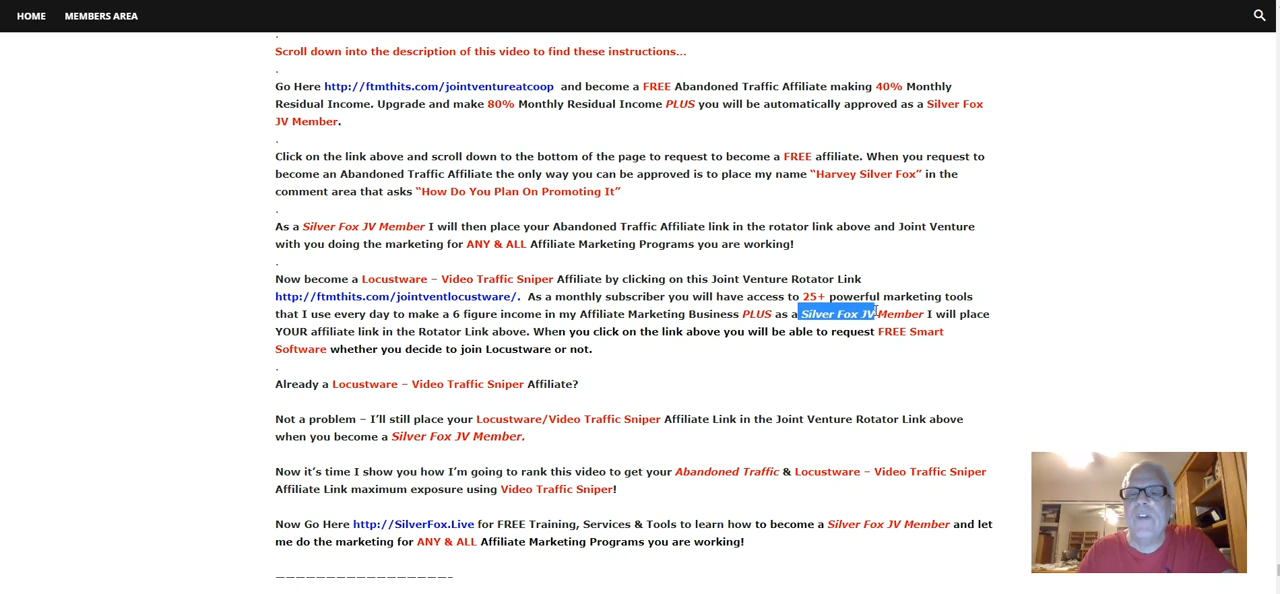 HOME MEMBERS AREA
.
Scroll down into the description of this video to find these instructions…
.
Go Here http://ftmthits.com/jointventureatcoop and become a FREE Abandoned Traffic Affiliate making 40% Monthly
Residual Income. Upgrade and make 80% Monthly Residual Income PLUS you will be automatically approved as a Silver Fox
JV Member.
.
Click on the link above and scroll down to the bottom of the page to request to become a FREE affiliate. When you request to
become an Abandoned Traffic Affiliate the only way you can be approved is to place my name “Harvey Silver Fox” in the
comment area that asks “How Do You Plan On Promoting It”
.
As a Silver Fox JV Member I will then place your Abandoned Traffic Affiliate link in the rotator link above and Joint Venture
with you doing the marketing for ANY & ALL Affiliate Marketing Programs you are working!
.
Now become a Locustware – Video Traffic Sniper Affiliate by clicking on this Joint Venture Rotator Link
http://ftmthits.com/jointventlocustware/. As a monthly subscriber you will have access to 25+ powerful marketing tools
that I use every day to make a 6 figure income in my Affiliate Marketing Business PLUS as a Silver Fox JV Member I will place
YOUR affiliate link in the Rotator Link above. When you click on the link above you will be able to request FREE Smart
Software whether you decide to join Locustware or not.
.
Already a Locustware – Video Traffic Sniper Affiliate?
Not a problem – I’ll still place your Locustware/Video Traffic Sniper Affiliate Link in the Joint Venture Rotator Link above
when you become a Silver Fox JV Member.
Now it’s time I show you how I’m going to rank this video to get your Abandoned Traffic & Locustware – Video Traffic Sniper
Affiliate Link maximum exposure using Video Traffic Sniper!
Now Go Here http://SilverFox.Live for FREE Training, Services & Tools to learn how to become a Silver Fox JV Member and let
me do the marketing for ANY & ALL Affiliate Marketing Programs you are working!
—————————————————–